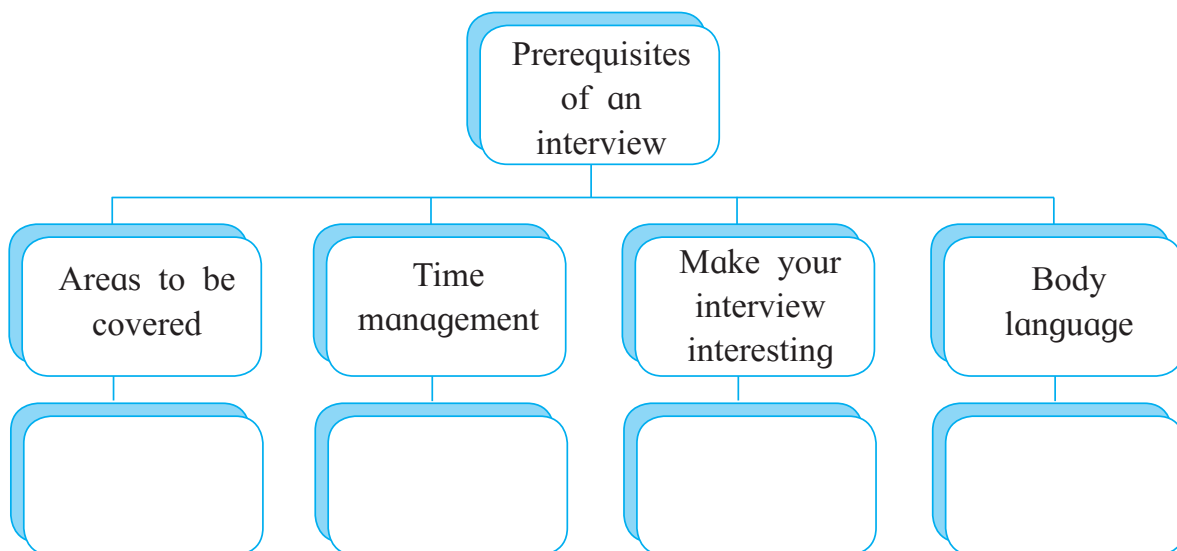 Prerequisites
of an
interview
Areas to be
covered
Time
management
Make your
interview
interesting
Body
language